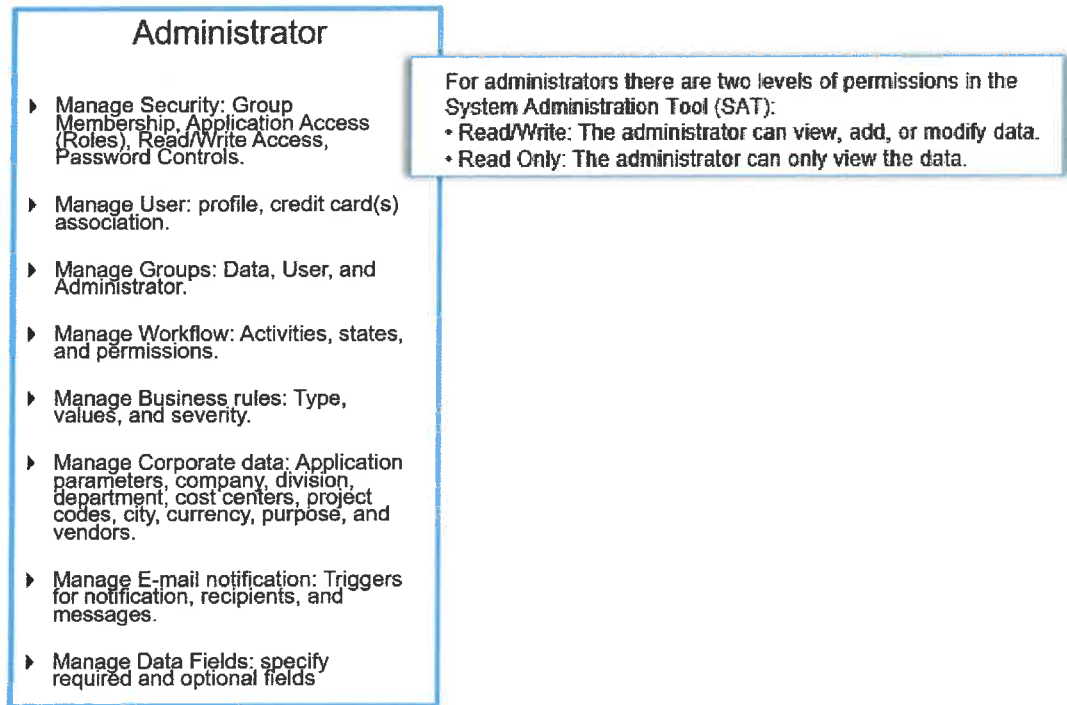 Administrator
Manage Security: Group
Membership, Application Access
(Roles), Read/Write Access,
Password Controls.
Manage User: profile, credit card(s)
association.
Manage Groups: Data, User, and
Administrator.
Manage Workflow: Activities, states,
and permissions.
Manage Business rules: Type,
values, and severity.
Manage Corporate data: Application
parameters, company, division,
department, cost centers, project
codes, city, currency, purpose, and
vendors.
Manage E-mail notification: Triggers
for notification, recipients, and
messages.
Manage Data Fields: specify
required and optional fields
For administrators there are two levels of permissions in the
System Administration Tool (SAT):
• Read/Write: The administrator can view, add, or modify data.
• Read Only: The administrator can only view the data.